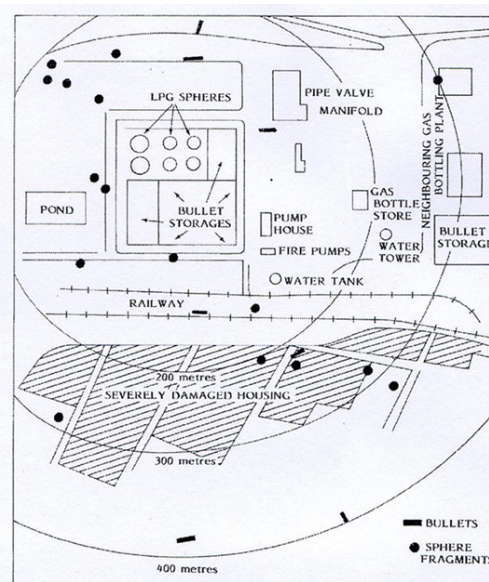 LPG SPHERES
PIPE VALVE
MANIFOLD
NEIGHBOURING GAS
BOTTLING PLANT
POND
BULLET
STORAGES
GAS
BOTTLE
STORE
PUMP
HOUSE
BULLET
STORAGE
WATER
TOWER
FIRE PUMPS
WATER TANK
RAILWAY
200 metres
SEVERELY DAMAGED HOUSING
300 metres
BULLETS
SPHERE
FRAGMENTS
400 metres